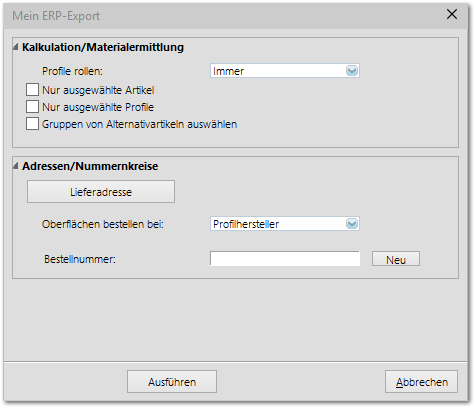 Mein ERP-Export
Kalkulation/Materialermittlung
Profile rollen: Immer
Nur ausgewählte Artikel
Nur ausgewählte Profile
Gruppen von Alternativartikeln auswählen
Adressen/Nummernkreise
Lieferadresse
Oberflächen bestellen bei: Profilhersteller
Bestellnummer: Neu
Ausführen Abbrechen